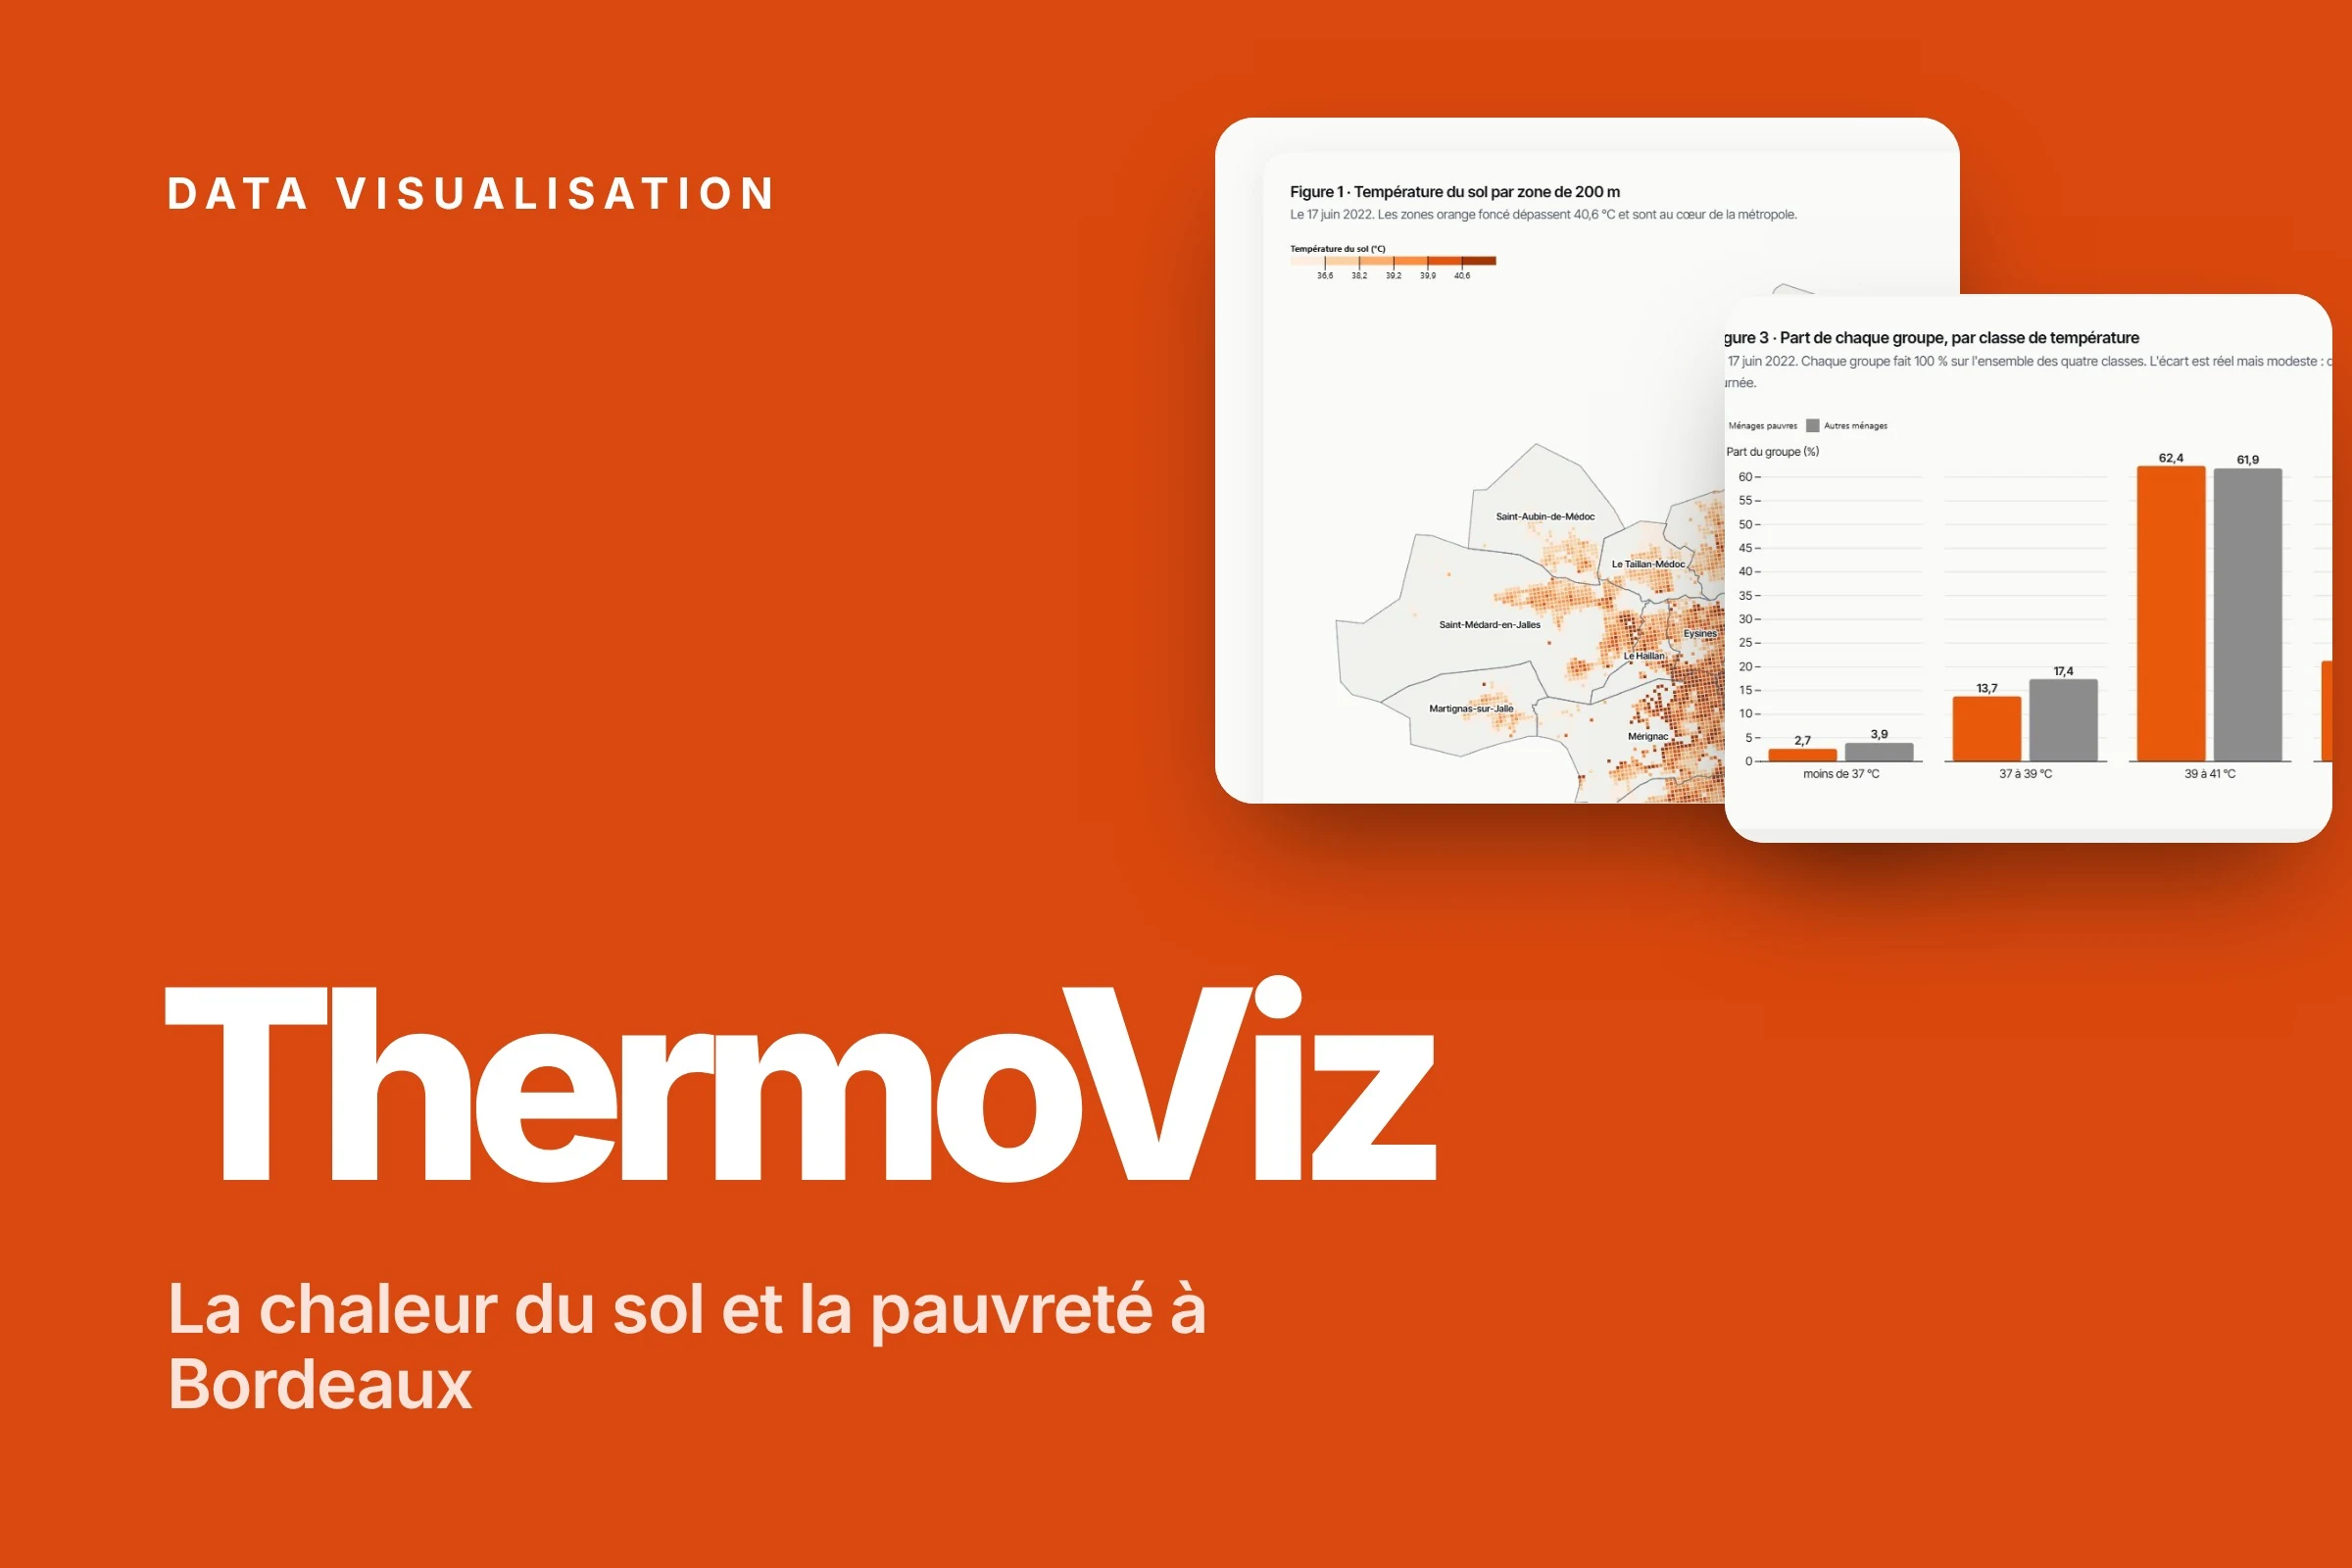 DATA VISUALISATION
Figure 1 · Température du sol par zone de 200 m
Le 17 juin 2022. Les zones orange foncé dépassent 40,6 °C et sont au cœur de la métropole.
Température du sol (°C)
36,6 38,2 39,2 39,9 40,6
Saint-Aubin-de-Médoc
Le Taillan-Médoc
Saint-Médard-en-Jalles
Eysines
Le Haillan
Martignas-sur-Jalle
Mérignac
gure 3 · Part de chaque groupe, par classe de température
17 juin 2022. Chaque groupe fait 100 % sur l'ensemble des quatre classes. L'écart est réel mais modeste :
urnée.
Ménages pauvres Autres ménages
Part du groupe (%)
60
55
50
45
40
35
30
25
20
15
10
5
0
2,7 3,9
13,7 17,4
62,4 61,9
moins de 37 °C 37 à 39 °C 39 à 41 °C
ThermoViz
La chaleur du sol et la pauvreté à
Bordeaux